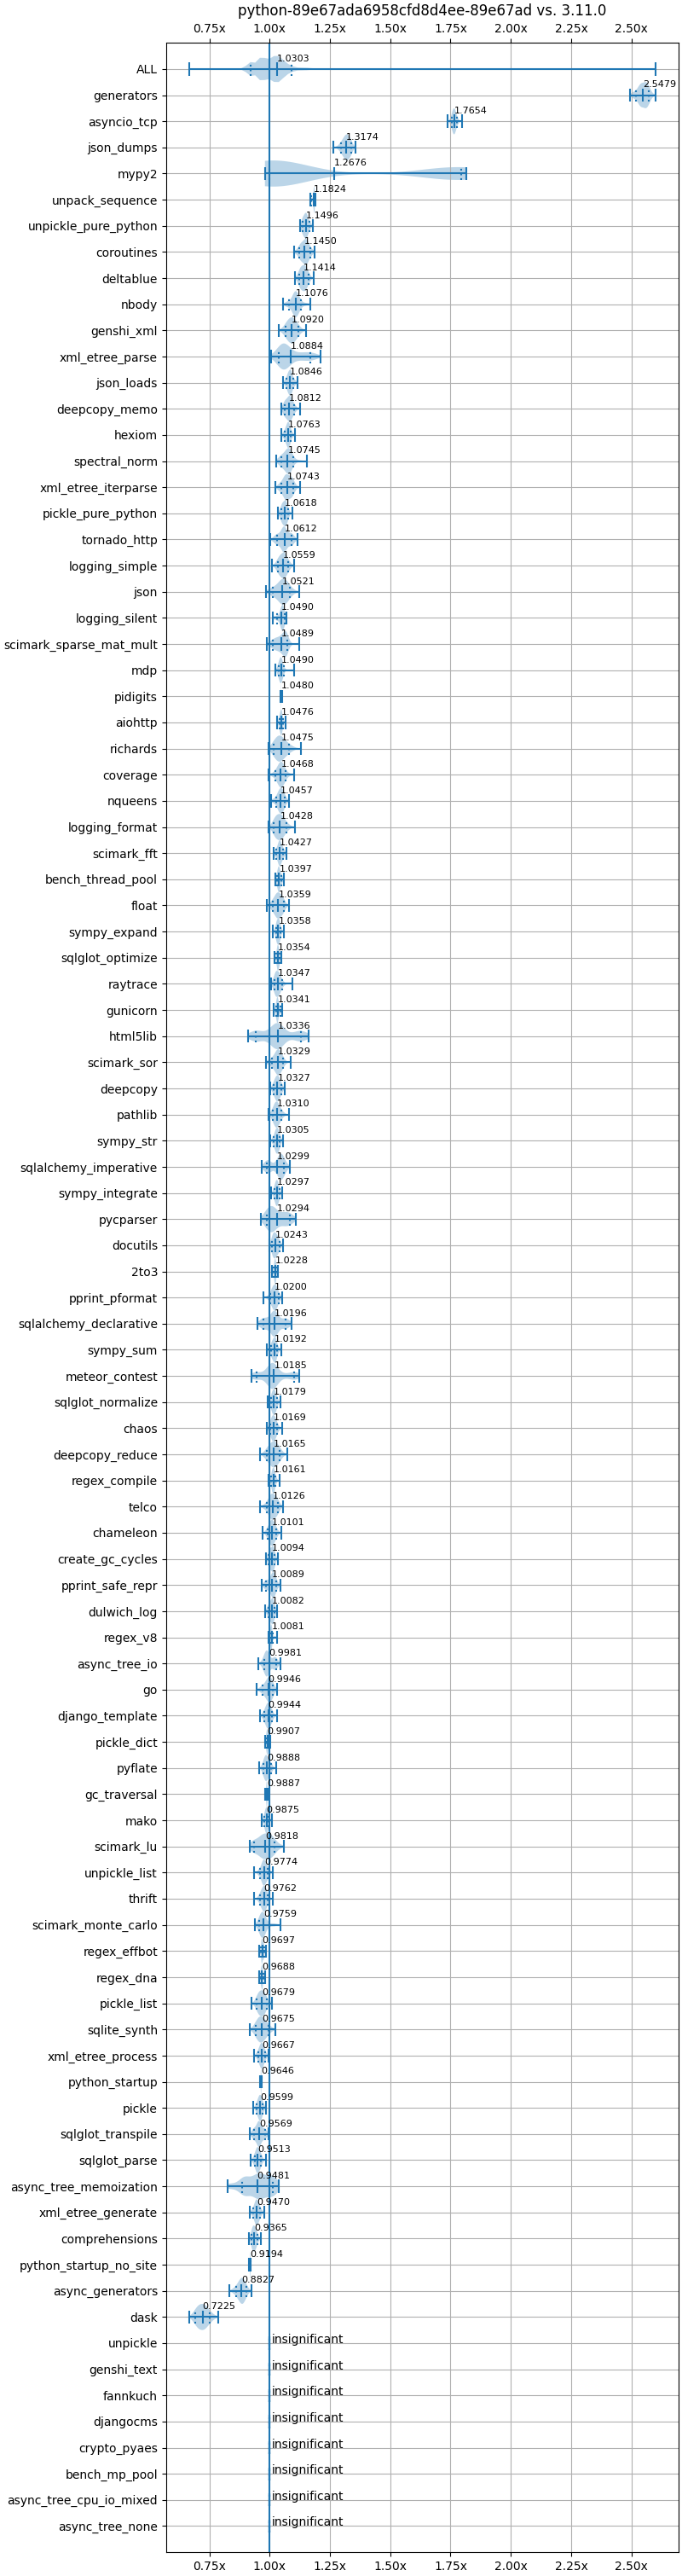 python-89e67ada6958cfd8d4ee-89e67ad vs. 3.11.0
0.75x 1.00x 1.25x 1.50x 1.75x 2.00x 2.25x 2.50x
ALL 1.0303
generators 2.5479
asyncio_tcp 1.7654
json_dumps 1.3174
mypy2 1.2676
unpack_sequence 1.1824
unpickle_pure_python 1.1496
coroutines 1.1450
deltablue 1.1414
nbody 1.1076
genshi_xml 1.0920
xml_etree_parse 1.0884
json_loads 1.0846
deepcopy_memo 1.0812
hexiom 1.0763
spectral_norm 1.0745
xml_etree_iterparse 1.0743
pickle_pure_python 1.0618
tornado_http 1.0612
logging_simple 1.0559
json 1.0521
logging_silent 1.0490
scimark_sparse_mat_mult 1.0489
mdp 1.0490
pidigits 1.0480
aiohttp 1.0476
richards 1.0475
coverage 1.0468
nqueens 1.0457
logging_format 1.0428
scimark_fft 1.0427
bench_thread_pool 1.0397
float 1.0359
sympy_expand 1.0358
sqlglot_optimize 1.0354
raytrace 1.0347
gunicorn 1.0341
html5lib 1.0336
scimark_sor 1.0329
deepcopy 1.0327
pathlib 1.0310
sympy_str 1.0305
sqlalchemy_imperative 1.0299
sympy_integrate 1.0297
pycparser 1.0294
docutils 1.0243
2to3 1.0228
pprint_pformat 1.0200
sqlalchemy_declarative 1.0196
sympy_sum 1.0192
meteor_contest 1.0185
sqlglot_normalize 1.0179
chaos 1.0169
deepcopy_reduce 1.0165
regex_compile 1.0161
telco 1.0126
chameleon 1.0101
create_gc_cycles 1.0094
pprint_safe_repr 1.0089
dulwich_log 1.0082
regex_v8 1.0081
async_tree_io 0.9981
go 0.9946
django_template 0.9944
pickle_dict 0.9907
pyflate 0.9888
gc_traversal 0.9887
mako 0.9875
scimark_lu 0.9818
unpickle_list 0.9774
thrift 0.9762
scimark_monte_carlo 0.9759
regex_effbot 0.9697
regex_dna 0.9688
pickle_list 0.9679
sqlite_synth 0.9675
xml_etree_process 0.9667
python_startup 0.9646
pickle 0.9599
sqlglot_transpile 0.9569
sqlglot_parse 0.9513
async_tree_memoization 0.9481
xml_etree_generate 0.9470
comprehensions 0.9365
python_startup_no_site 0.9194
async_generators 0.8827
dask 0.7225
unpickle insignificant
genshi_text insignificant
fannkuch insignificant
djangocms insignificant
crypto_pyaes insignificant
bench_mp_pool insignificant
async_tree_cpu_io_mixed insignificant
async_tree_none insignificant
0.75x 1.00x 1.25x 1.50x 1.75x 2.00x 2.25x 2.50x